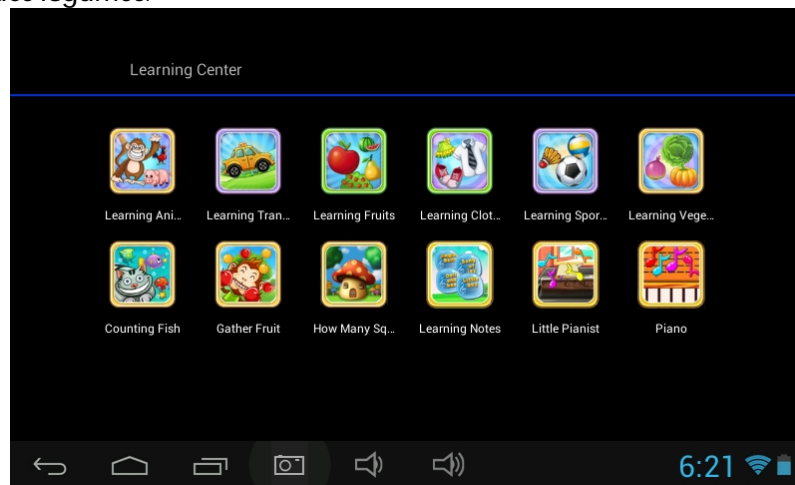 Learning Center
Learning Ani... Learning Tran... Learning Fruits Learning Clot... Learning Spor... Learning Vege...
Counting Fish Gather Fruit How Many Sq... Learning Notes Little Pianist Piano
6:21